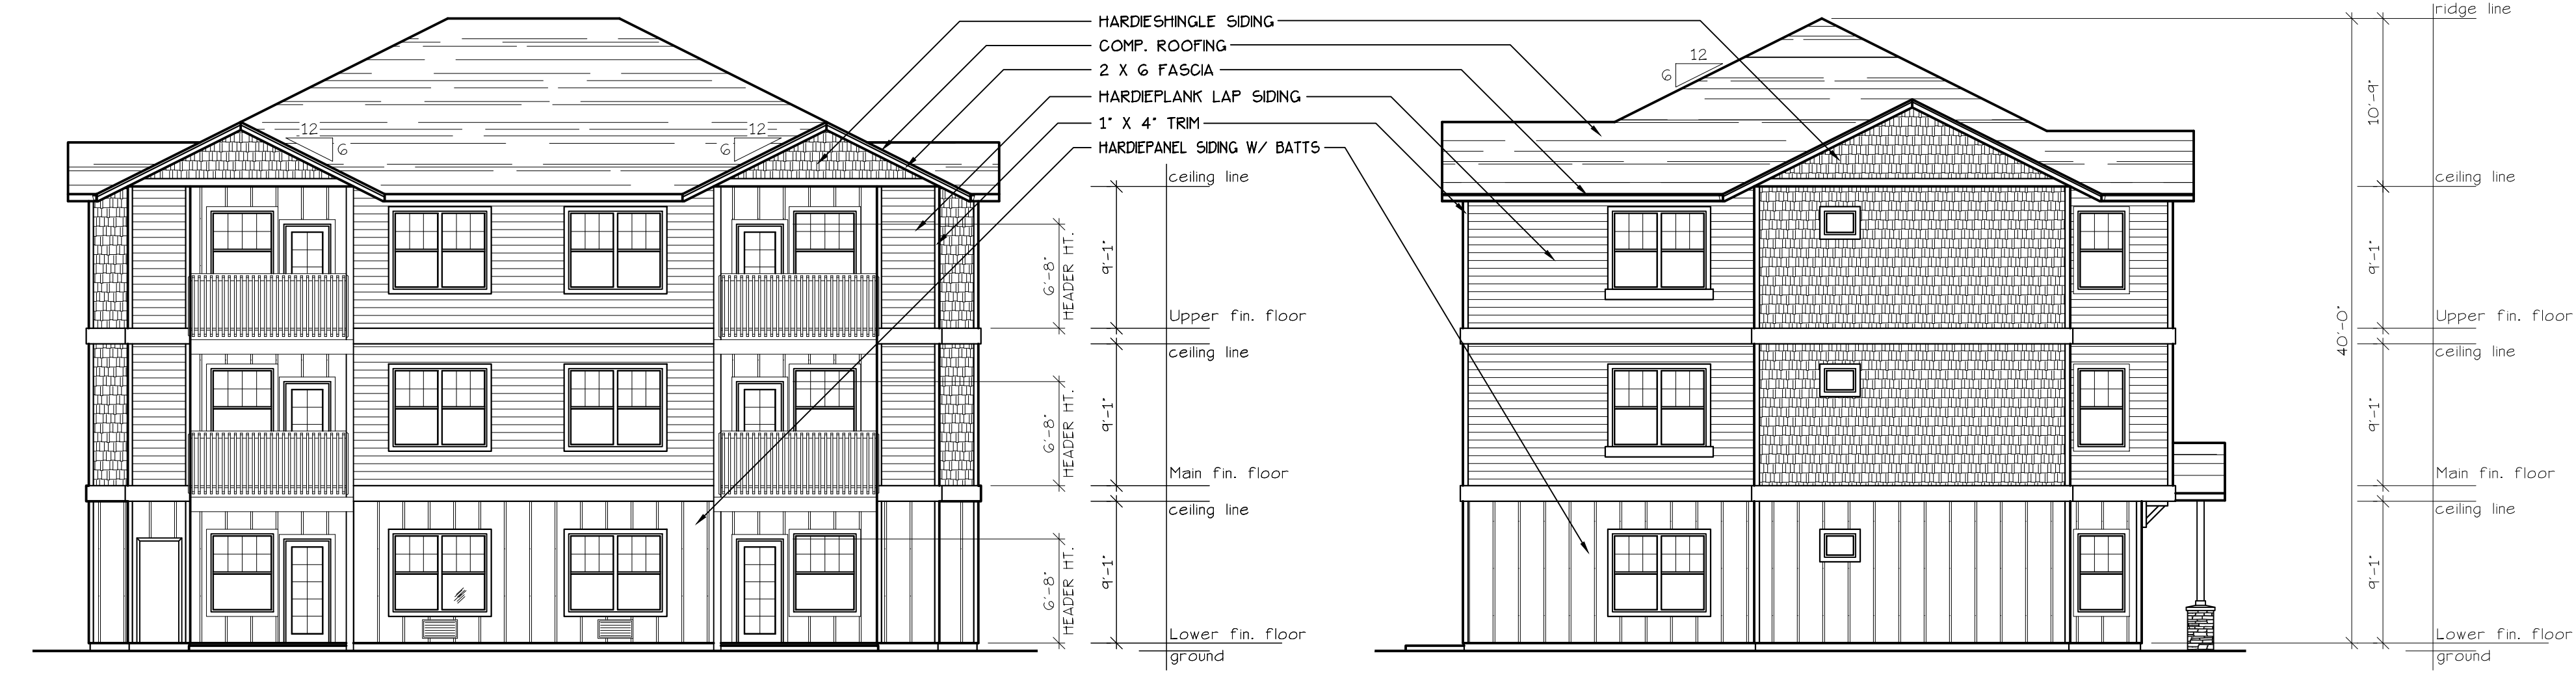 HARDIESHINGLE SIDING
COMP. ROOFING
2 X 6 FASCIA
HARDIEPLANK LAP SIDING
1" X 4" TRIM
HARDIEPANEL SIDING W/ BATTS
12
6
12
6
ceiling line
9'-1"
6'-8"
HEADER HT.
Upper fin. floor
ceiling line
9'-1"
6'-8"
HEADER HT.
Main fin. floor
ceiling line
9'-1"
6'-8"
HEADER HT.
Lower fin. floor
ground
12
6
ridge line
10'-9"
ceiling line
9'-1"
Upper fin. floor
40'-0"
ceiling line
9'-1"
Main fin. floor
ceiling line
9'-1"
Lower fin. floor
ground